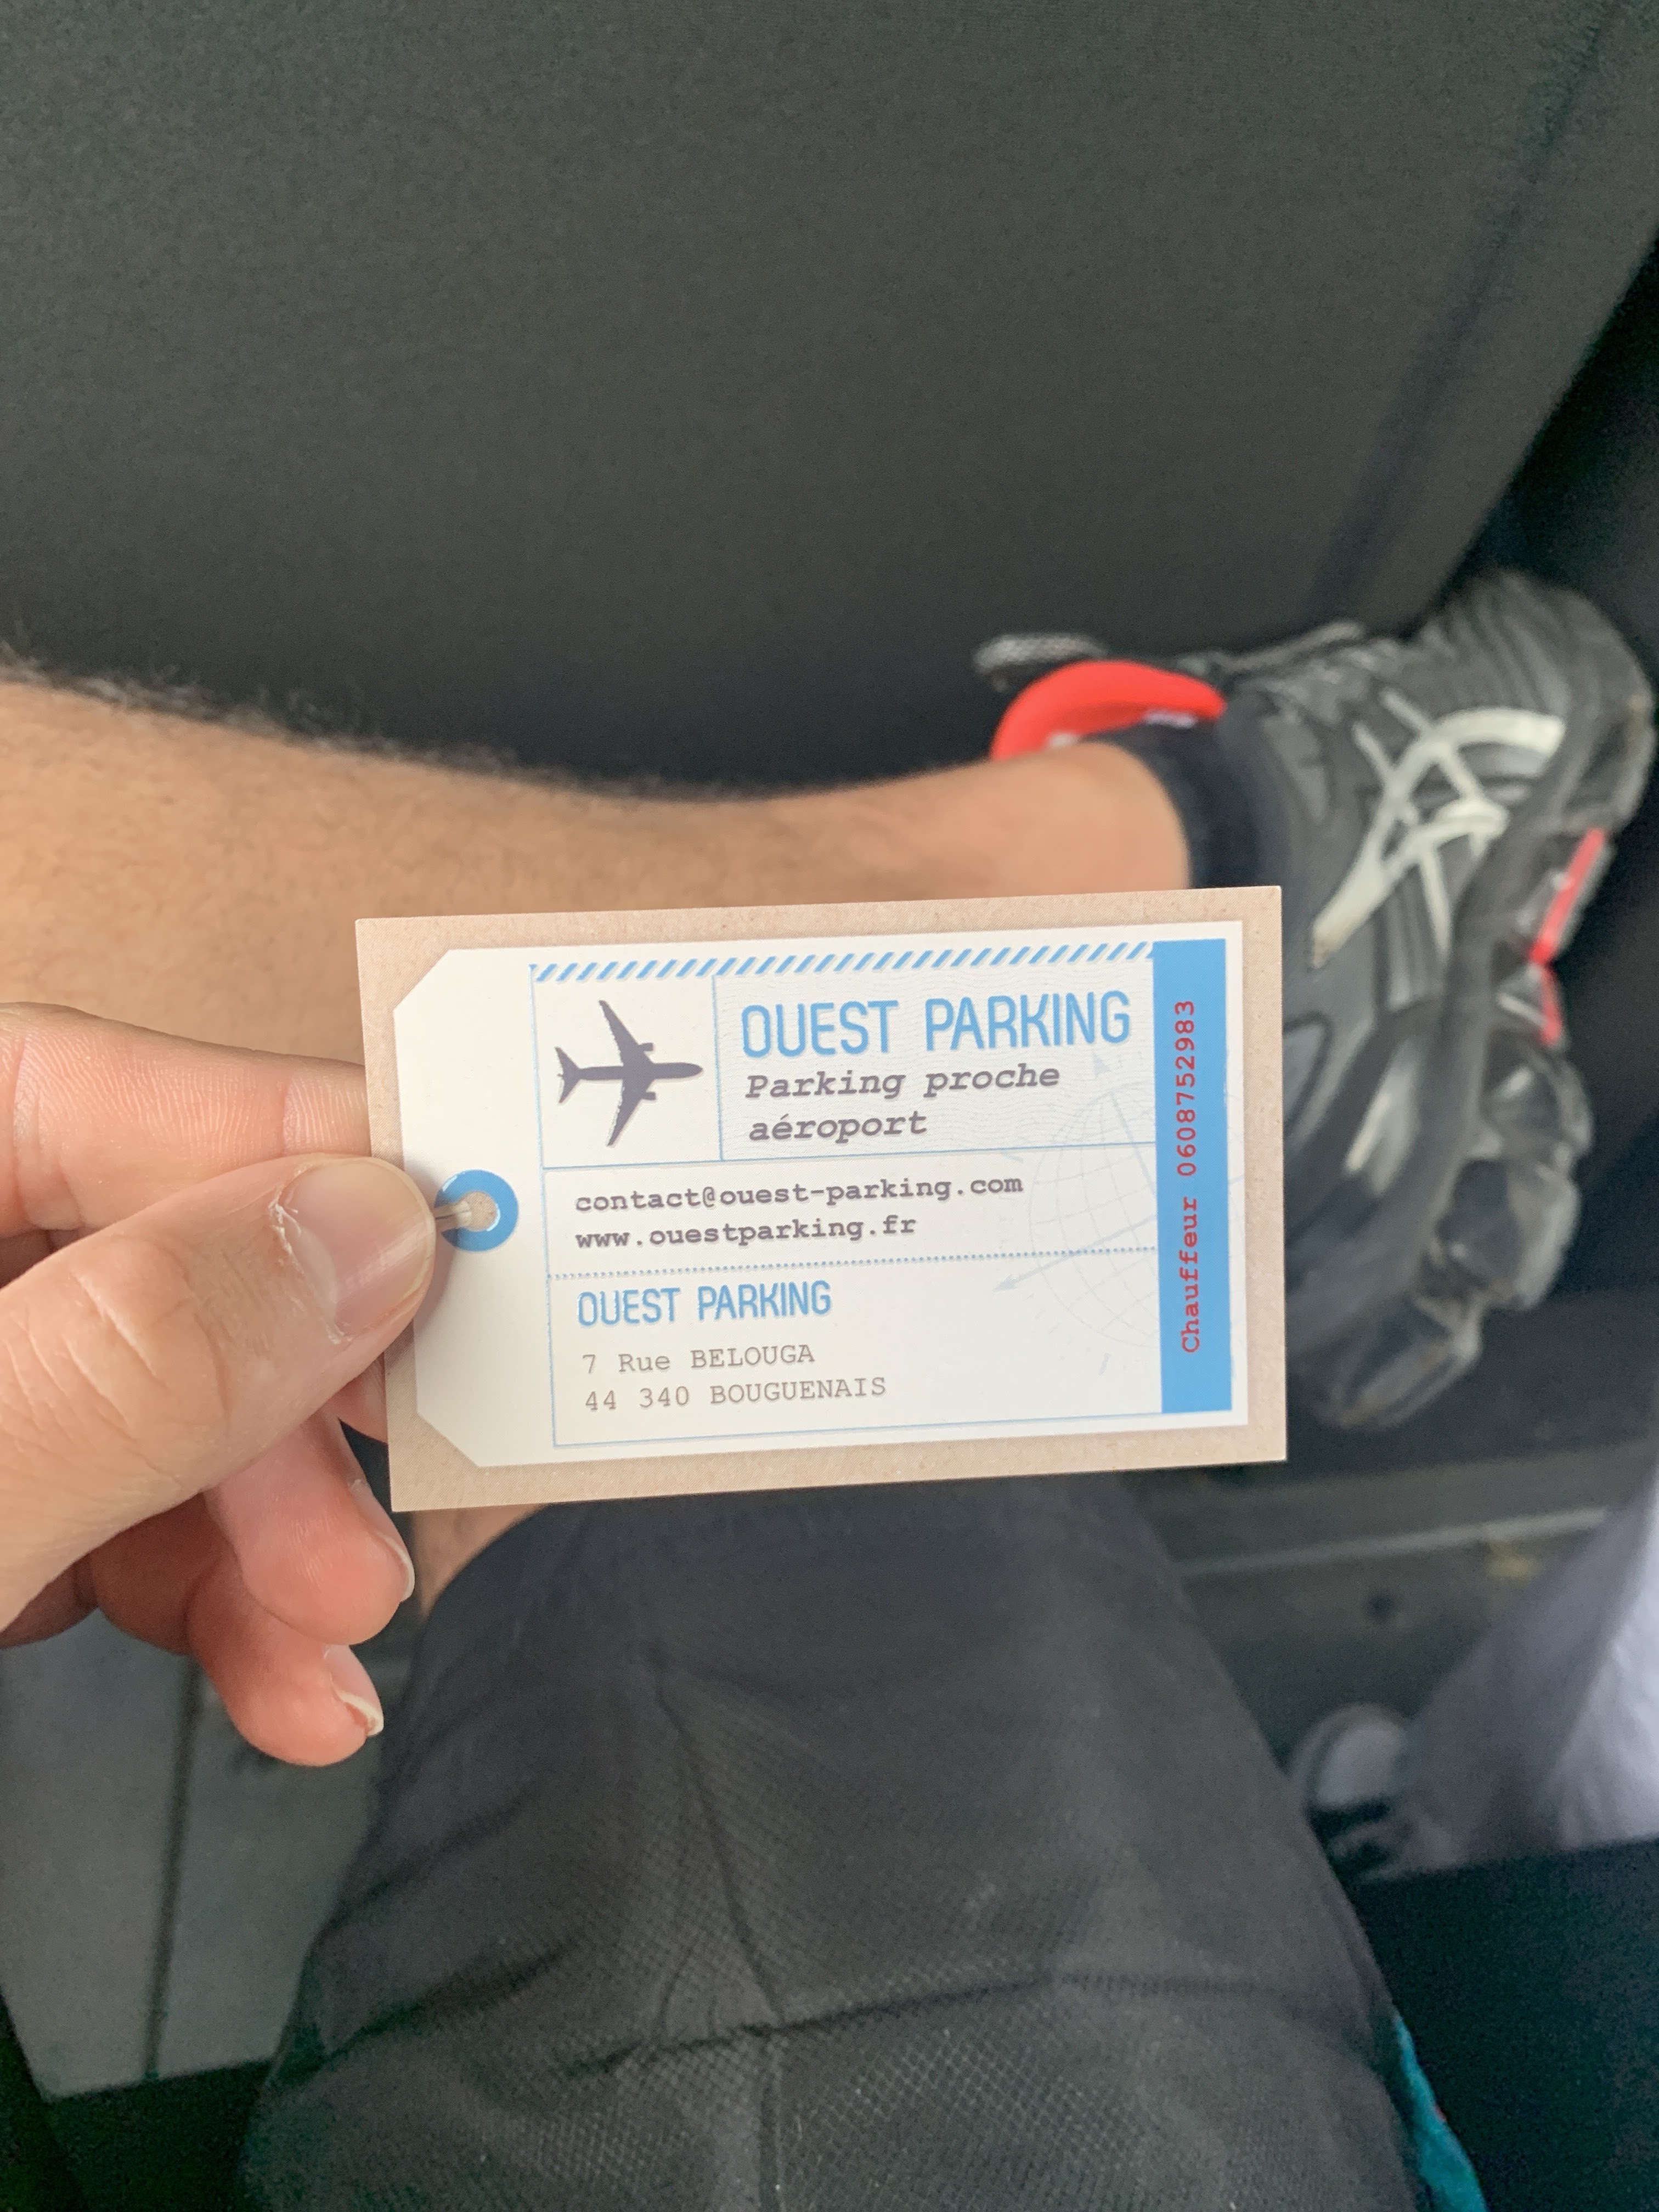 OUEST PARKING
Parking proche
aéroport
contact@ouest-parking.com
www.ouestparking.fr
OUEST PARKING
7 Rue BELOUGA
44 340 BOUGUENAIS
Chauffeur 0608752983